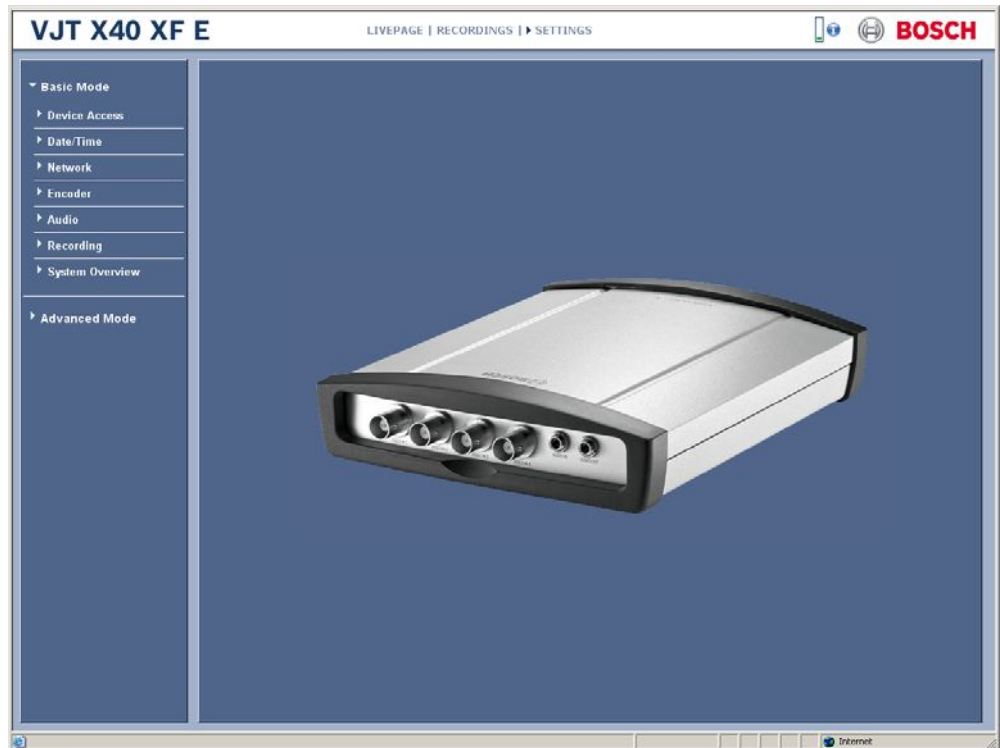 VJT X40 XF E
LIVEPAGE | RECORDINGS | SETTINGS
BOSCH
Basic Mode
Device Access
Date/Time
Network
Encoder
Audio
Recording
System Overview
Advanced Mode
Internet